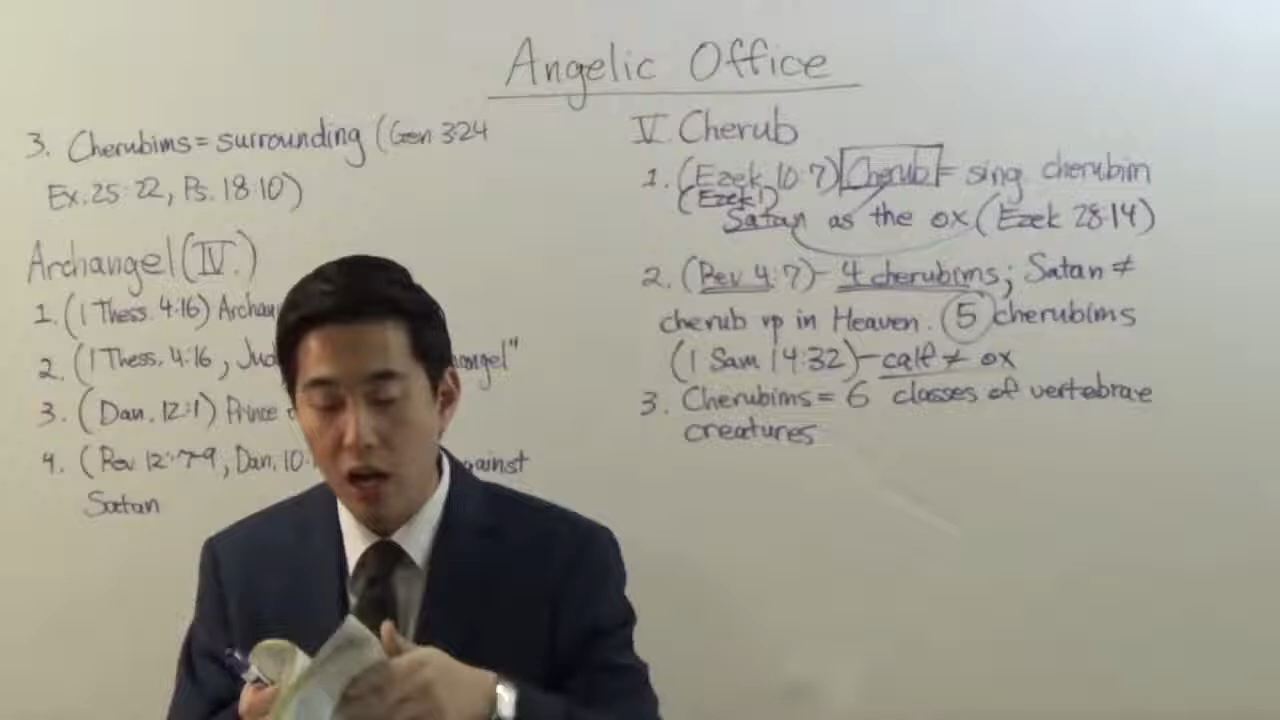 Angelic Office
3. Cherubims = surrounding (Gen 3:24
Ex. 25:22, Ps. 18:10)
Archangel (IV.)
1. (1 Thess. 4:16)
2. (1 Thess. 4:16,
3. (Dan. 12:1) Prince
4. (Rev 12:7-9, Dan. 10:
Satan
V. Cherub
1. (Ezek 10:7) Cherub = sing. cherubim
(Ezek 1)
Satan as the ox (Ezek 28:14)
2. (Rev 4:7) - 4 cherubims; Satan ≠
cherub up in Heaven. 5 cherubims
(1 Sam 14:32) - calf ≠ ox
3. Cherubims = 6 classes of vertebrae
creatures